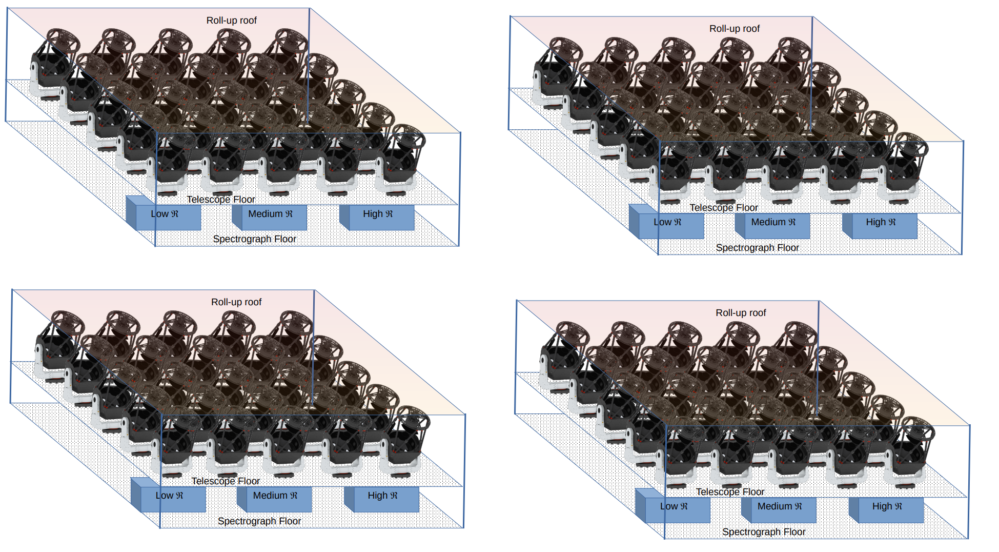 Roll-up roof
Telescope Floor
Low ℜ
Medium ℜ
High ℜ
Spectrograph Floor
Roll-up roof
Telescope Floor
Low ℜ
Medium ℜ
High ℜ
Spectrograph Floor
Roll-up roof
Telescope Floor
Low ℜ
Medium ℜ
High ℜ
Spectrograph Floor
Roll-up roof
Telescope Floor
Low ℜ
Medium ℜ
High ℜ
Spectrograph Floor